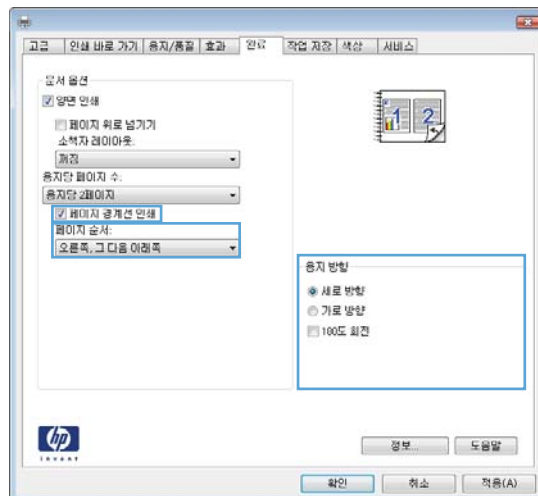 고급
인쇄 바로 가기
용지/품질
효과
완료
작업 저장
색상
서비스
문서 옵션
양면 인쇄
페이지 위로 넘기기
소책자 레이아웃:
꺼짐
용지당 페이지 수:
용지당 2페이지
페이지 경계선 인쇄
페이지 순서:
오른쪽, 그 다음 아래쪽
1 2
용지 방향
세로 방향
가로 방향
180도 회전
hp
invent
정보...
도움말
확인
취소
적용(A)